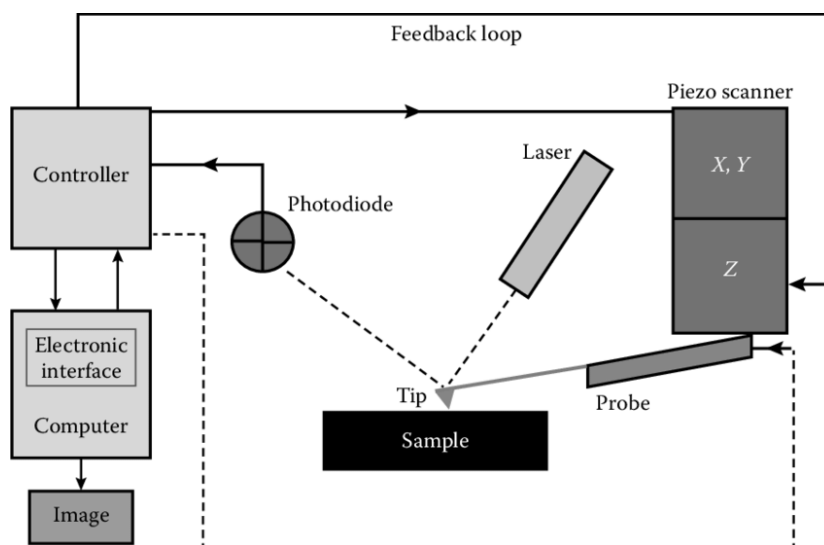 Feedback loop
Piezo scanner
Controller
Laser
X, Y
Photodiode
Z
Electronic
interface
Computer
Tip
Probe
Sample
Image